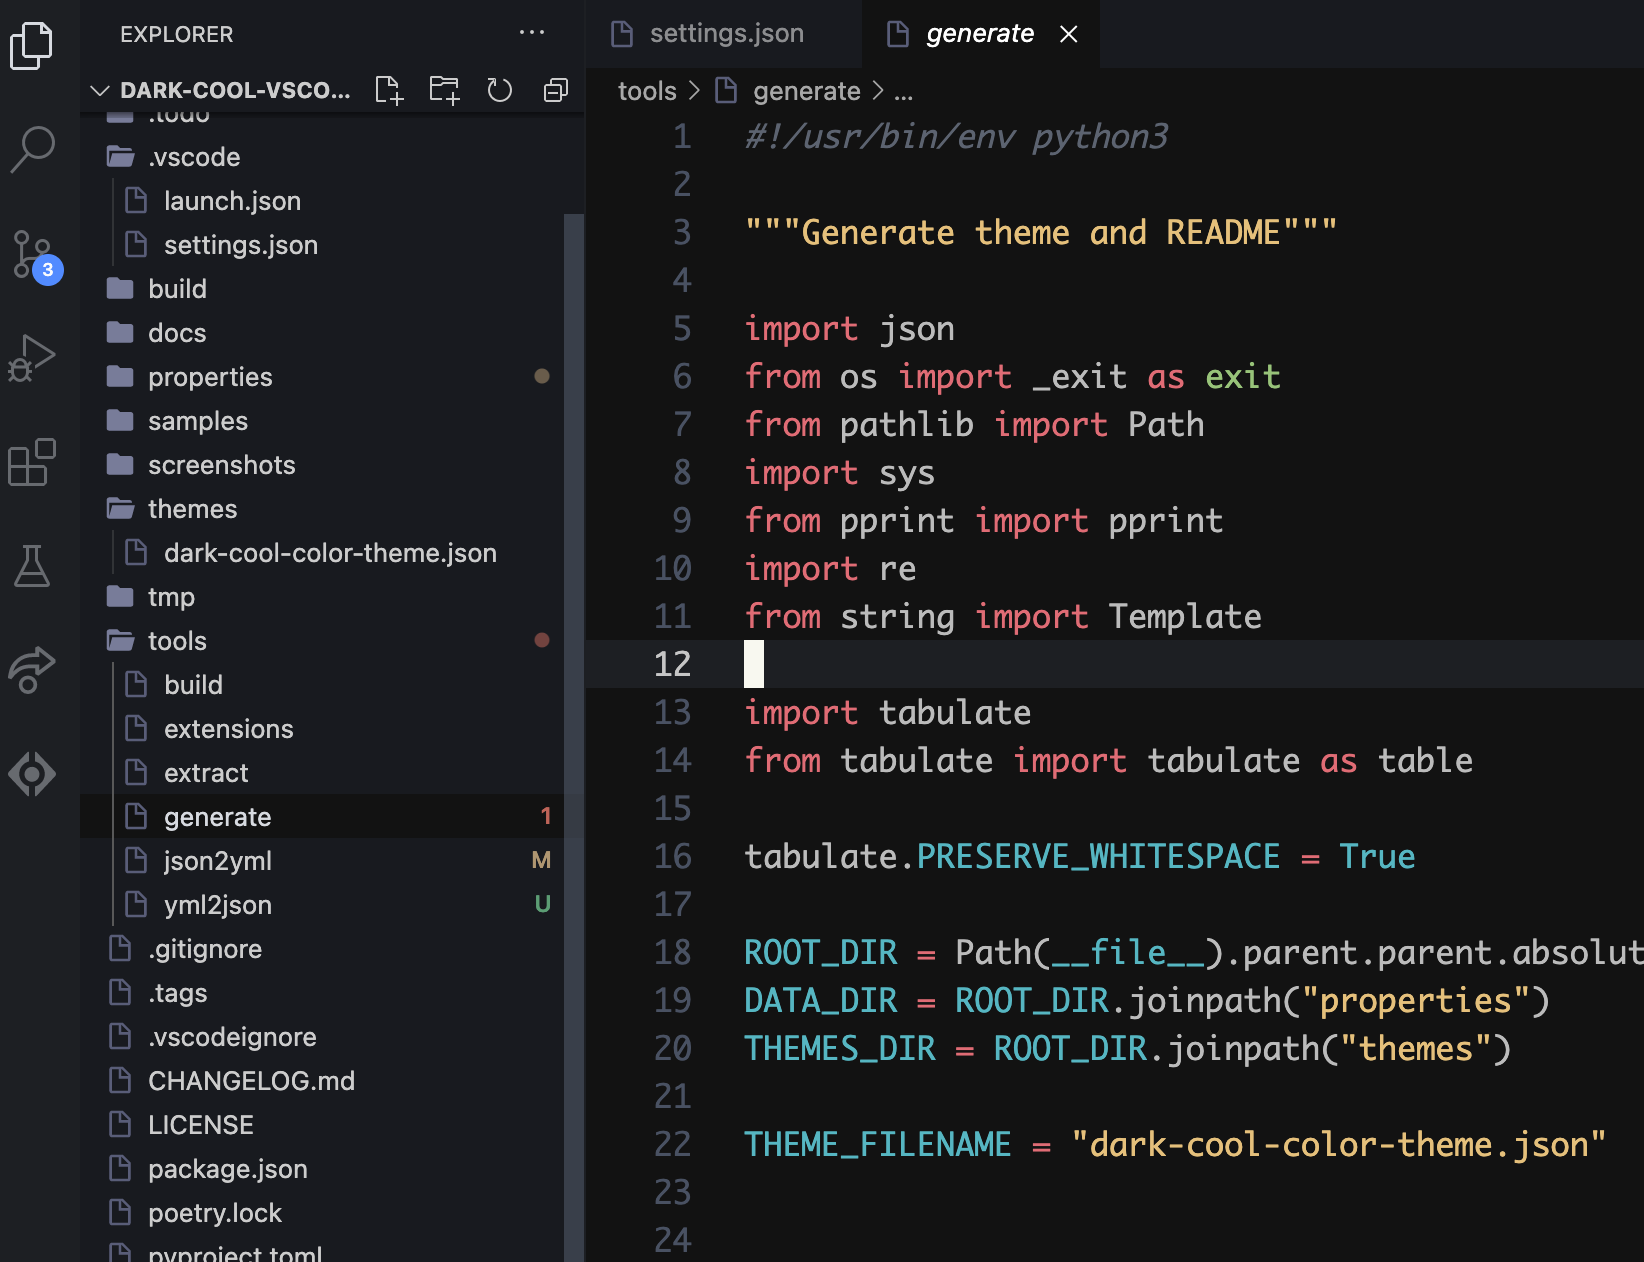 EXPLORER
DARK-COOL-VSCO...
.todo
.vscode
launch.json
settings.json
3
build
docs
properties
samples
screenshots
themes
dark-cool-color-theme.json
tmp
tools
build
extensions
extract
generate 1
json2yml M
yml2json U
.gitignore
.tags
.vscodeignore
CHANGELOG.md
LICENSE
package.json
poetry.lock
pyproject.toml
settings.json
generate
tools > generate > ...
1 #!/usr/bin/env python3
2
3 """Generate theme and README"""
4
5 import json
6 from os import _exit as exit
7 from pathlib import Path
8 import sys
9 from pprint import pprint
10 import re
11 from string import Template
12
13 import tabulate
14 from tabulate import tabulate as table
15
16 tabulate.PRESERVE_WHITESPACE = True
17
18 ROOT_DIR = Path(__file__).parent.parent.absolut
19 DATA_DIR = ROOT_DIR.joinpath("properties")
20 THEMES_DIR = ROOT_DIR.joinpath("themes")
21
22 THEME_FILENAME = "dark-cool-color-theme.json"
23
24